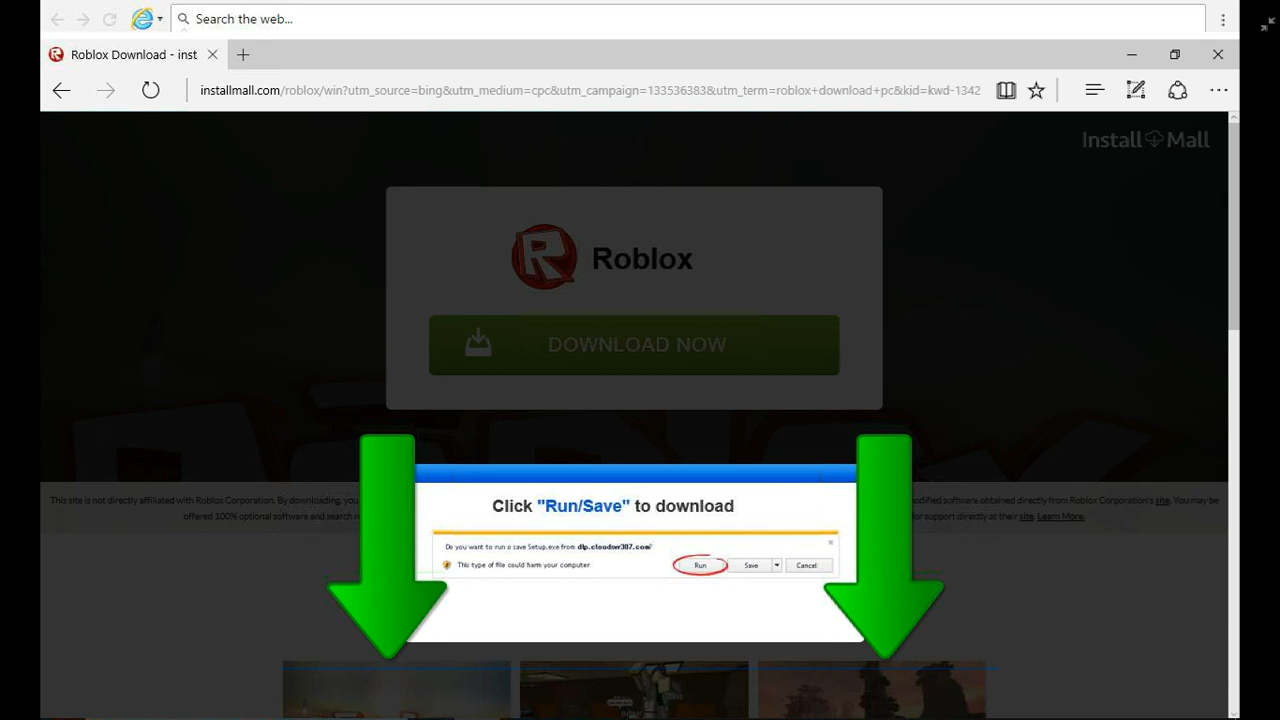 Search the web...
Roblox Download - inst
installmall.com/roblox/win?utm_source=bing&utm_medium=cpc&utm_campaign=133536383&utm_term=roblox+download+pc&kid=kwd-1342
Install Mall
Roblox
DOWNLOAD NOW
This site is not directly affiliated with Roblox Corporation. By downloading, you
modified software obtained directly from Roblox Corporation's site. You may
offered 100% optional software and search
for support directly at their site. Learn More.
Click "Run/Save" to download
Do you want to run o save Setup.exe from dlp.cloudsvr307.com?
This type of file could harm your computer
Run
Save
Cancel